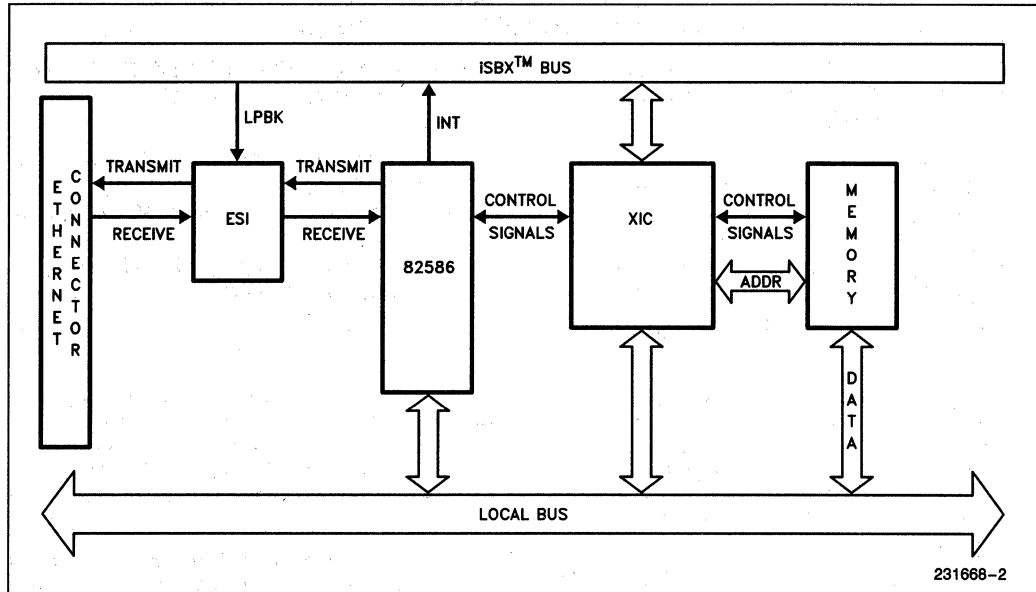 iSBX™ BUS
LPBK
INT
ETHERNET
CONNECTOR
TRANSMIT
RECEIVE
ESI
TRANSMIT
RECEIVE
82586
CONTROL
SIGNALS
XIC
CONTROL
SIGNALS
ADDR
MEMORY
DATA
LOCAL BUS
231668-2